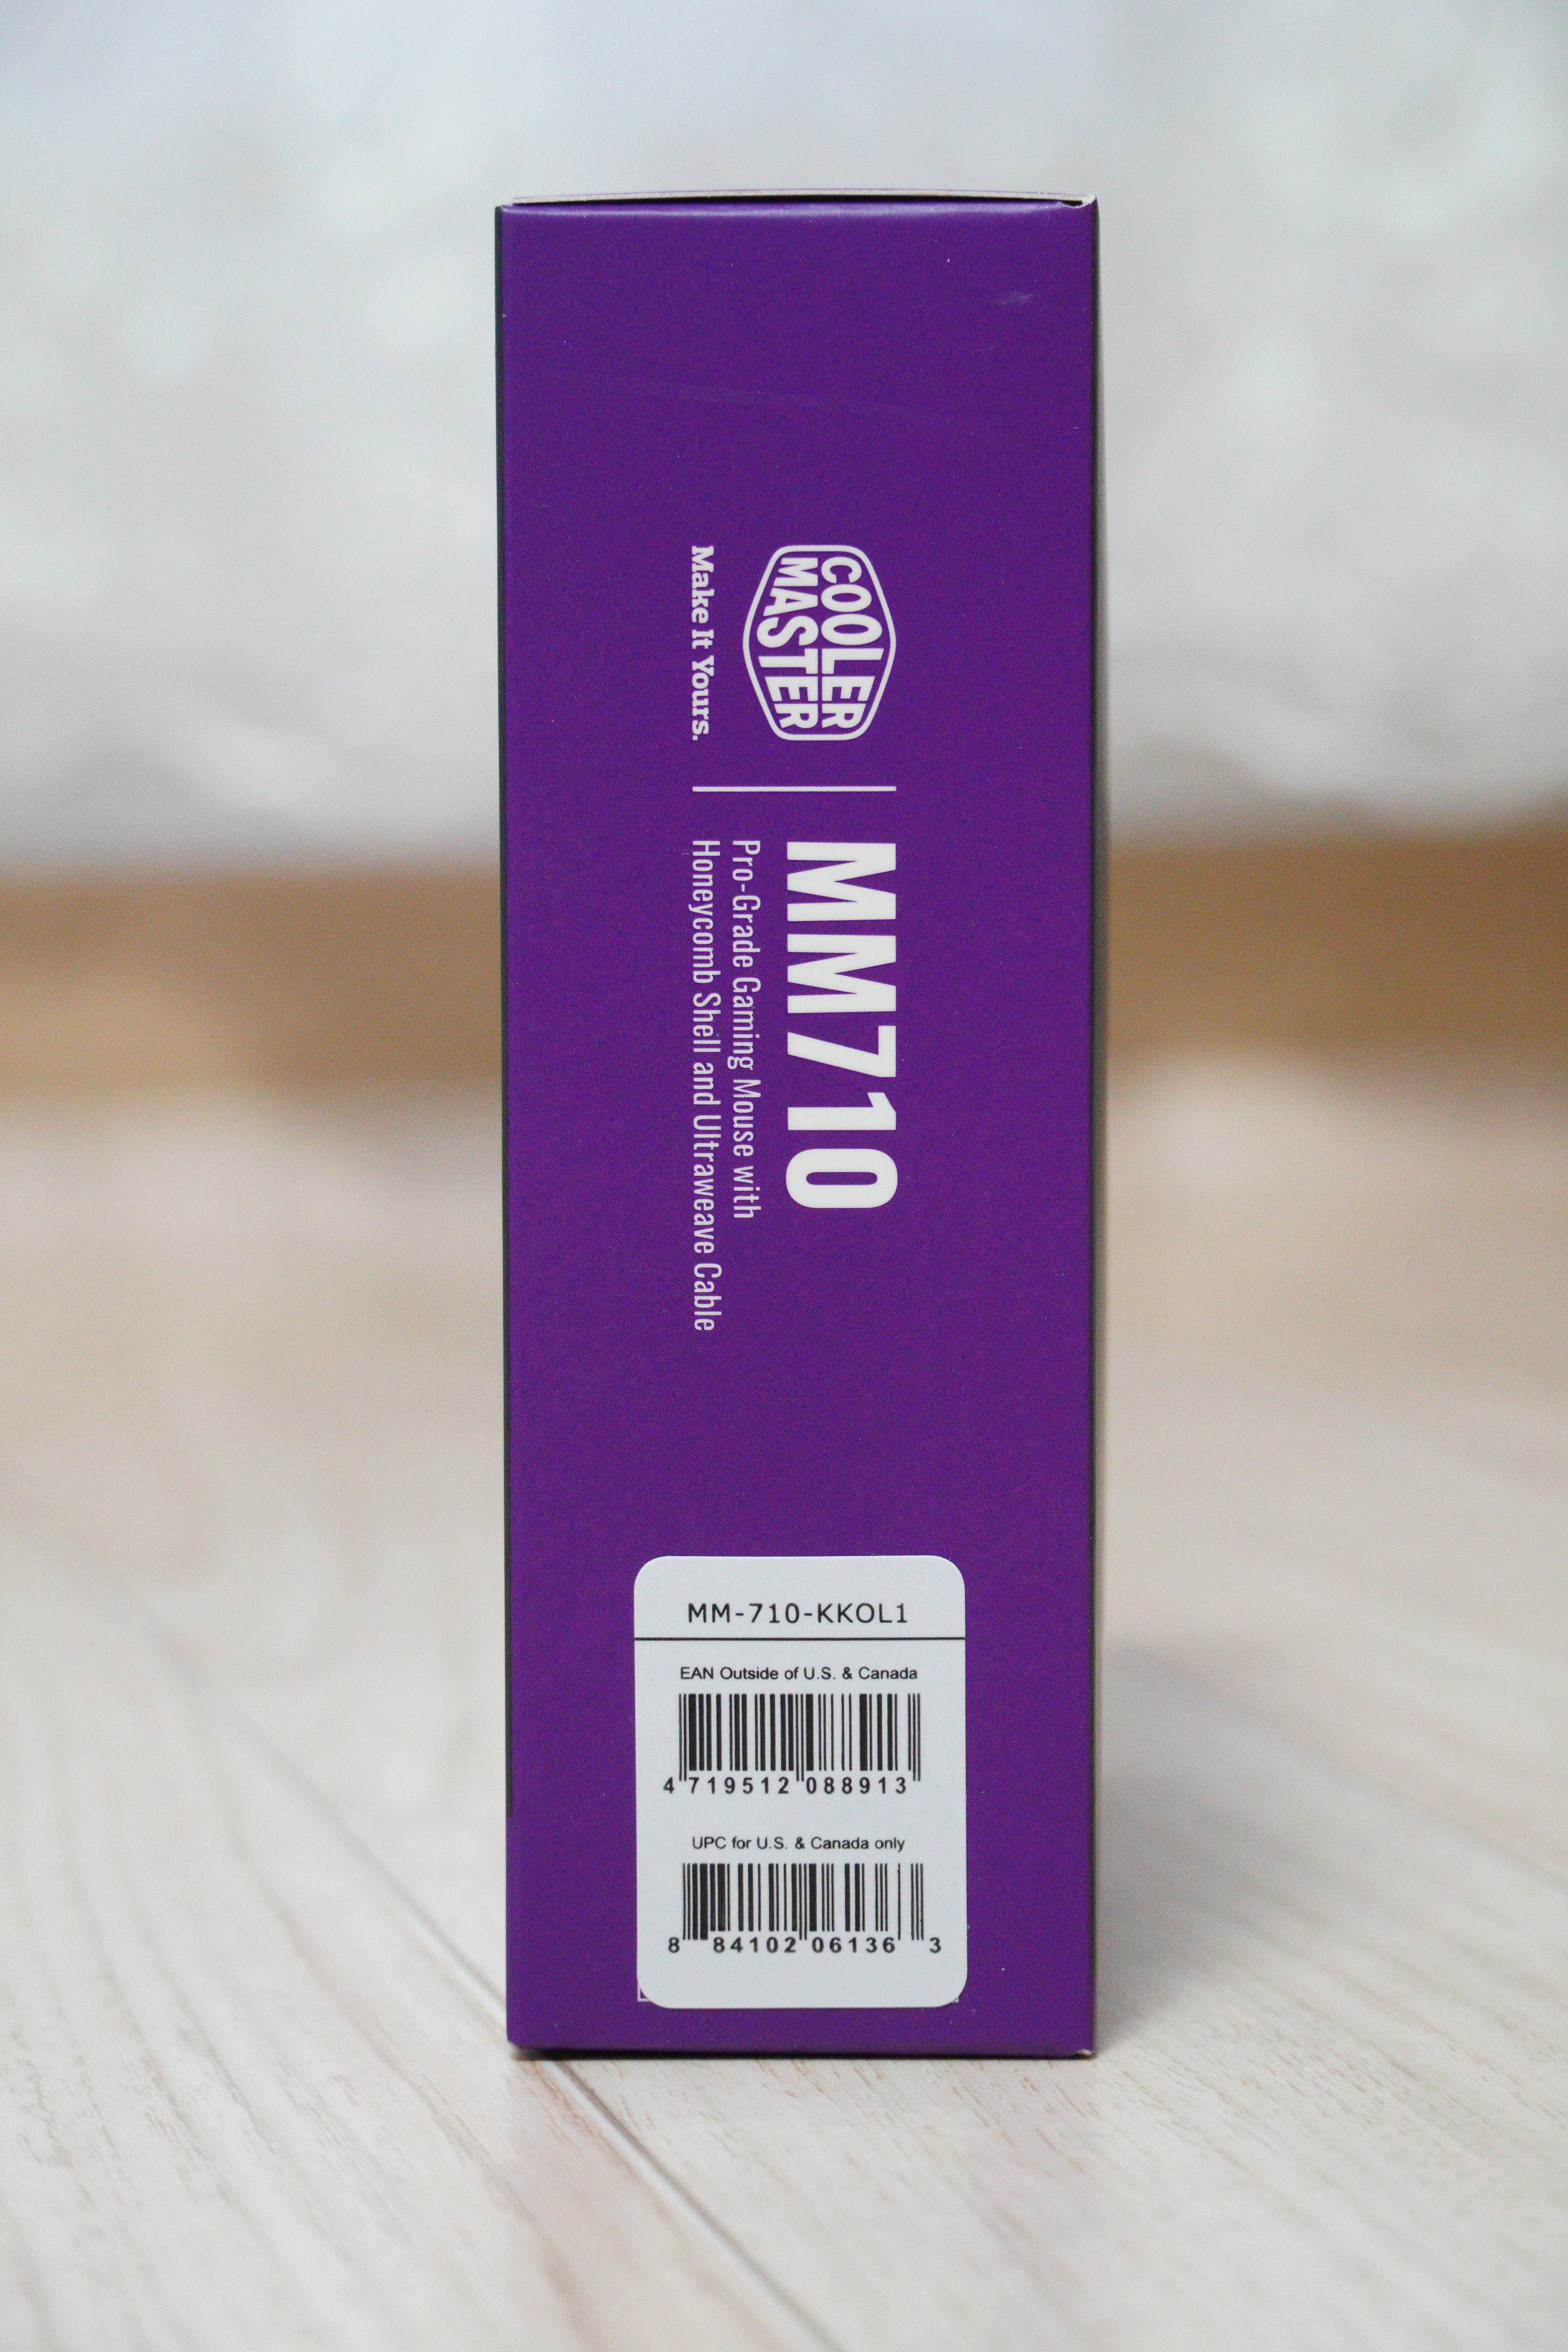 COOLER
MASTER
Make It Yours.
MM710
Pro-Grade Gaming Mouse with
Honeycomb Shell and Ultraweave Cable
MM-710-KKOL1
EAN Outside of U.S. & Canada
4 719512 088913
UPC for U.S. & Canada only
8 84102 06136 3